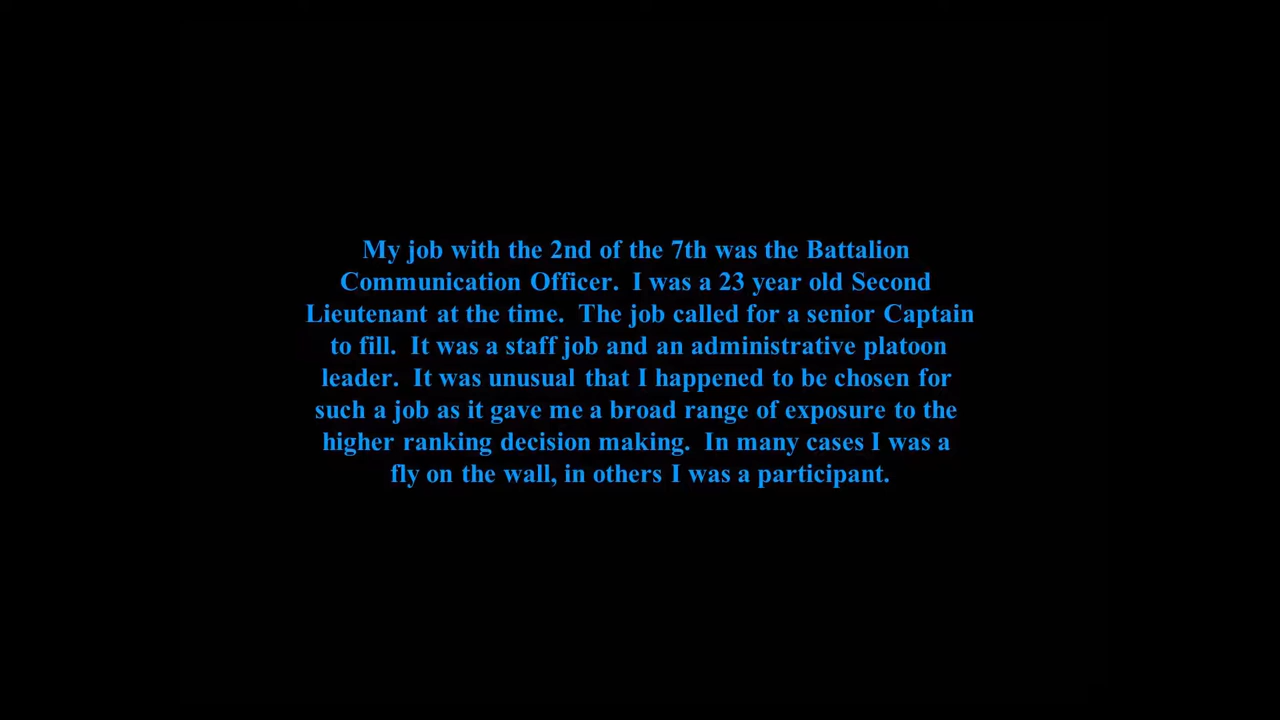 My job with the 2nd of the 7th was the Battalion
Communication Officer.  I was a 23 year old Second
Lieutenant at the time.  The job called for a senior Captain
to fill.  It was a staff job and an administrative platoon
leader.  It was unusual that I happened to be chosen for
such a job as it gave me a broad range of exposure to the
higher ranking decision making.  In many cases I was a
fly on the wall, in others I was a participant.